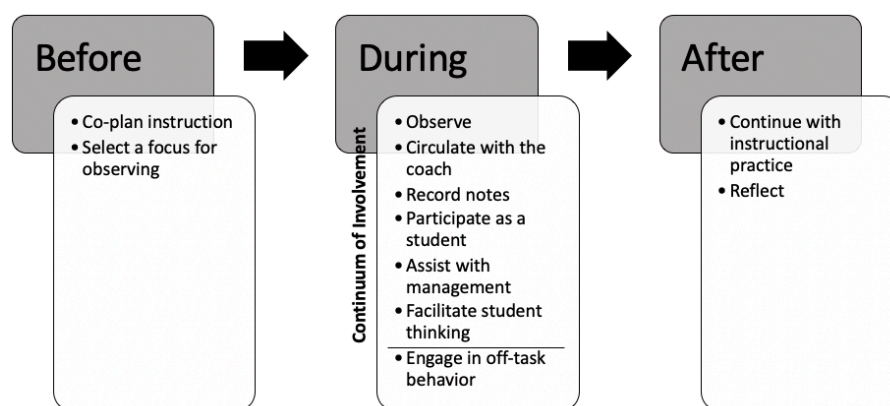 Before
• Co-plan instruction
• Select a focus for
observing
During
Continuum of Involvement
• Observe
• Circulate with the
coach
• Record notes
• Participate as a
student
• Assist with
management
• Facilitate student
thinking
• Engage in off-task
behavior
After
• Continue with
instructional
practice
• Reflect